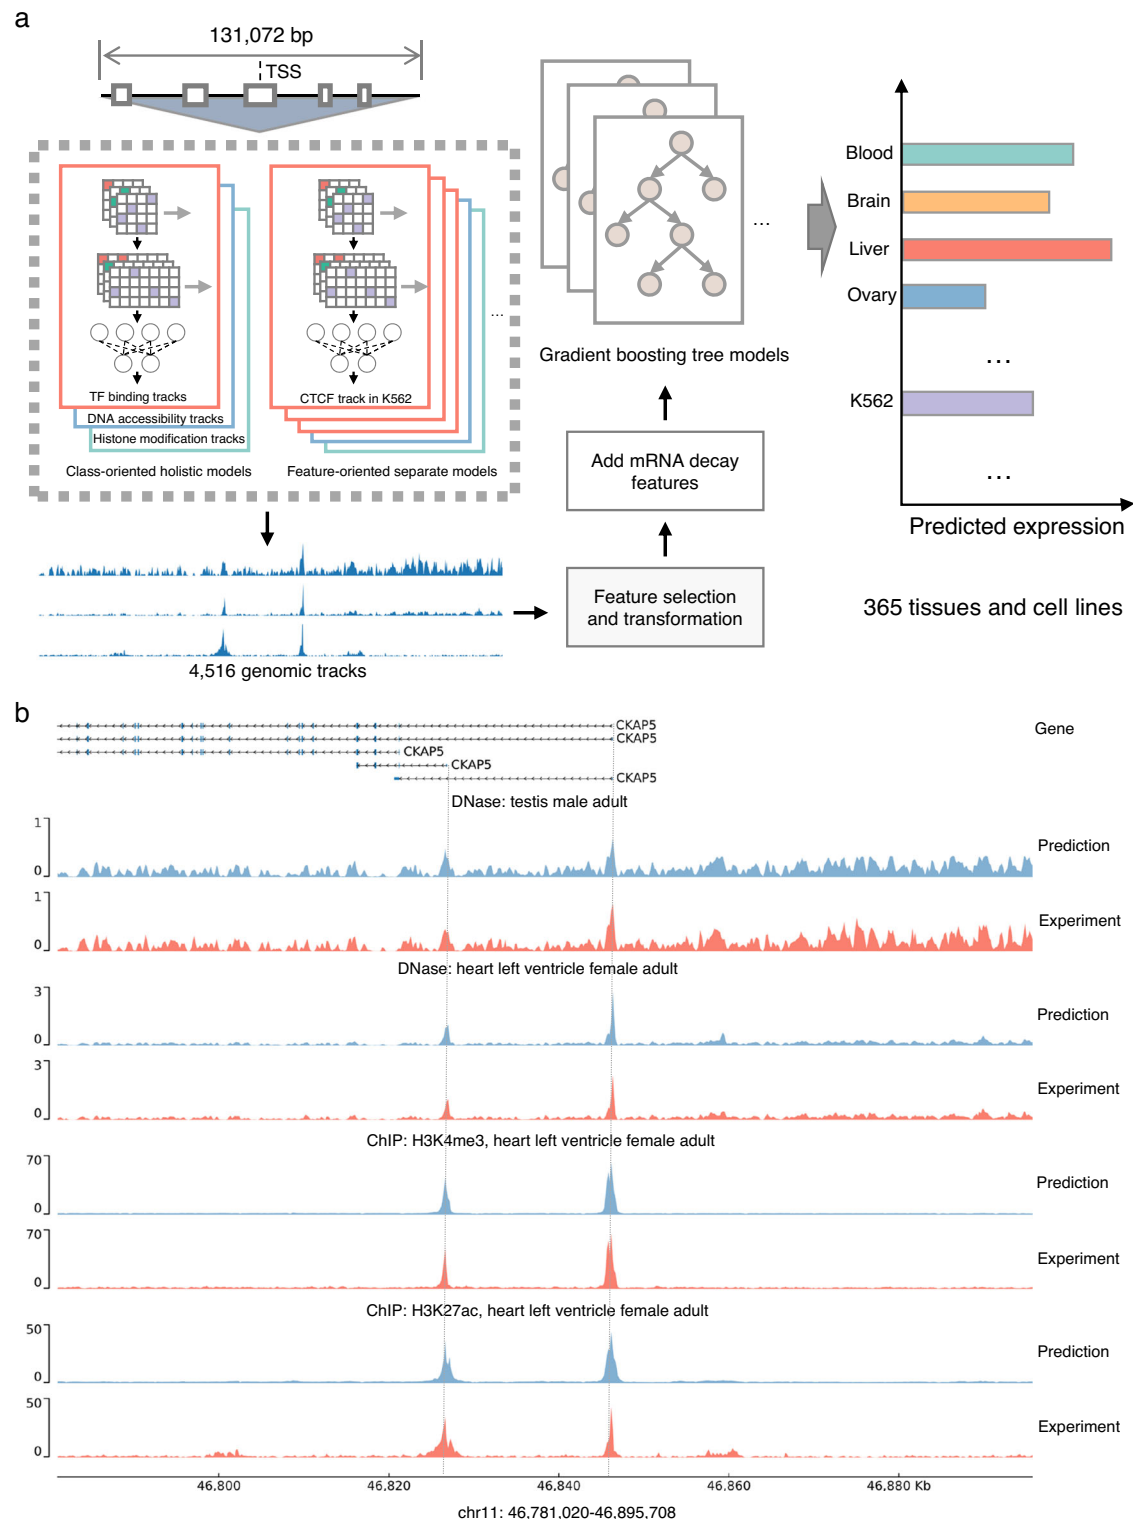 a
131,072 bp
TSS
TF binding tracks
DNA accessibility tracks
Histone modification tracks
Class-oriented holistic models
CTCF track in K562
...
Feature-oriented separate models
4,516 genomic tracks
Feature selection
and transformation
Add mRNA decay
features
Gradient boosting tree models
...
Blood
Brain
Liver
Ovary
...
K562
...
Predicted expression
365 tissues and cell lines
b
CKAP5
CKAP5
CKAP5
CKAP5
CKAP5
Gene
DNase: testis male adult
1
0
Prediction
1
0
Experiment
DNase: heart left ventricle female adult
3
0
Prediction
3
0
Experiment
ChIP: H3K4me3, heart left ventricle female adult
70
0
Prediction
70
0
Experiment
ChIP: H3K27ac, heart left ventricle female adult
50
0
Prediction
50
0
Experiment
46,800 46,820 46,840 46,860 46,880 Kb
chr11: 46,781,020-46,895,708